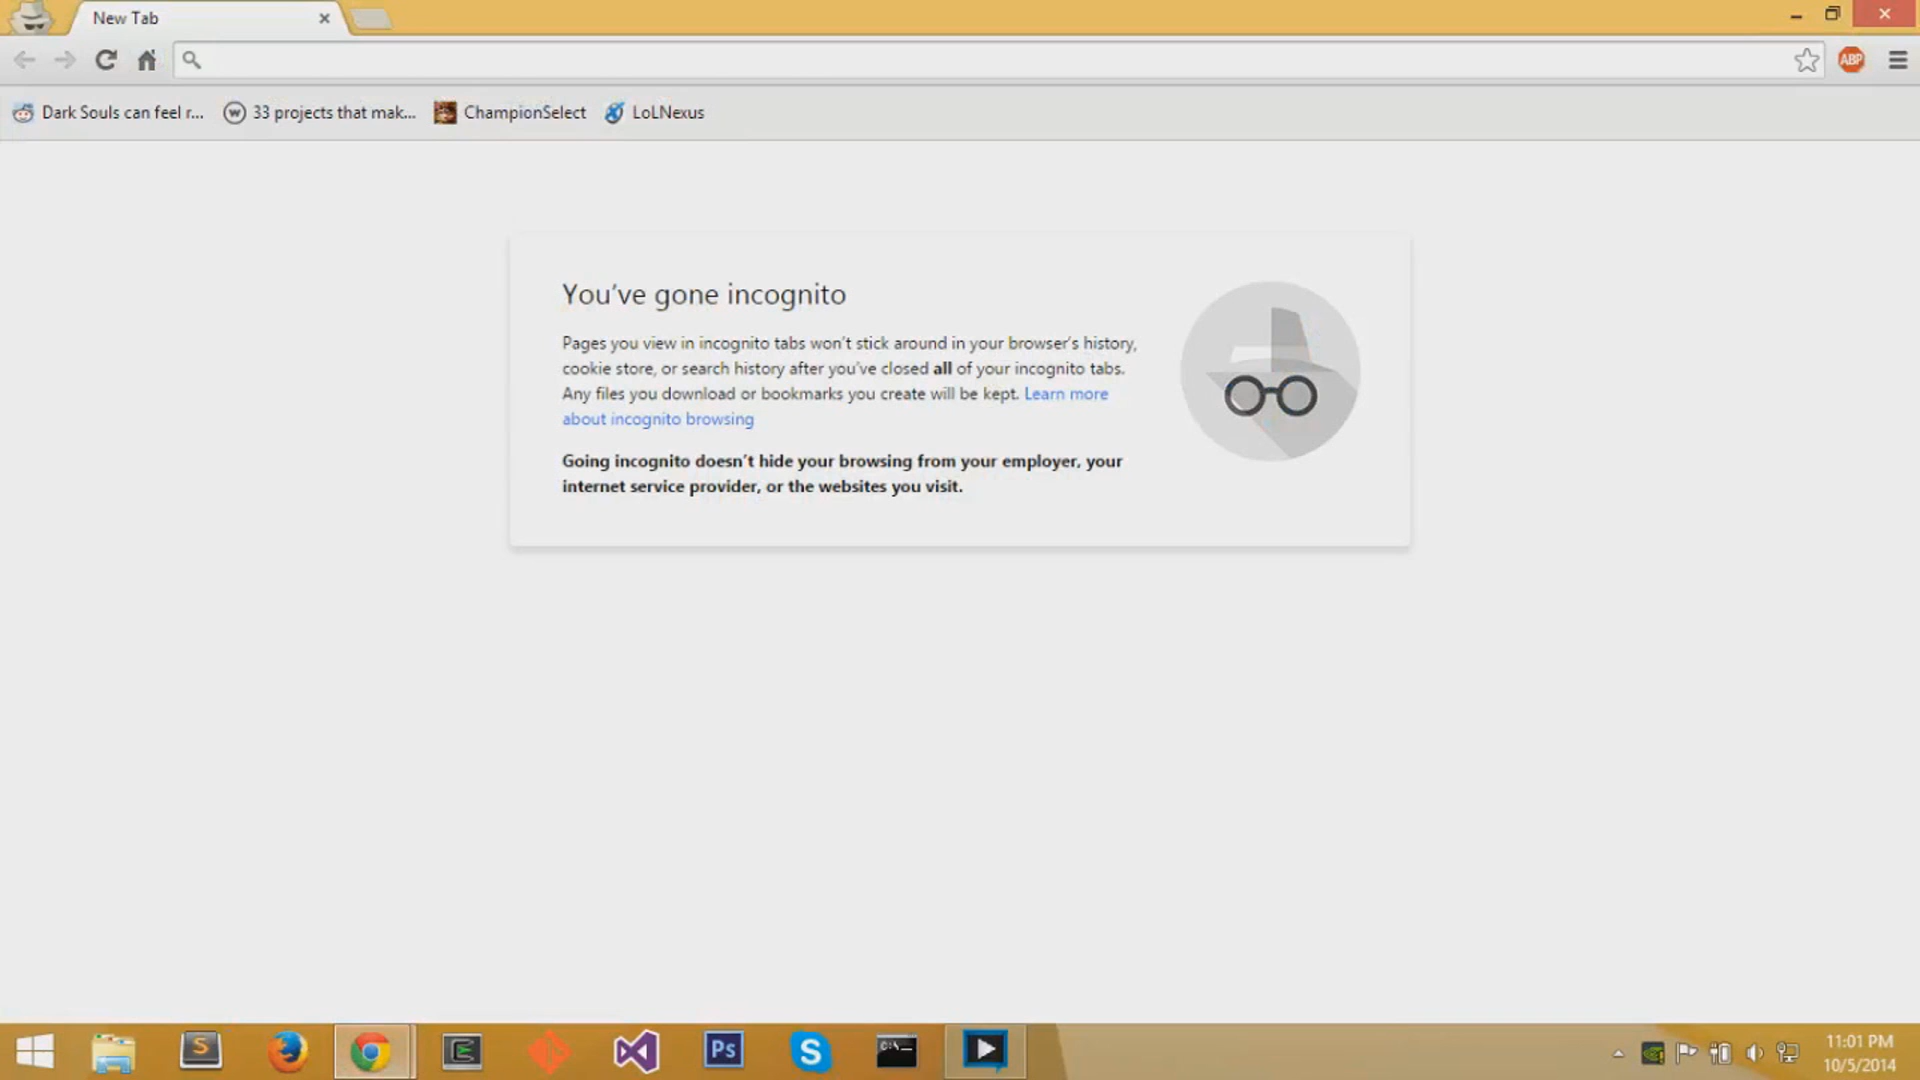 New Tab
Dark Souls can feel r... 33 projects that mak... ChampionSelect LoLNexus
ABP
You've gone incognito
Pages you view in incognito tabs won't stick around in your browser's history,
cookie store, or search history after you've closed all of your incognito tabs.
Any files you download or bookmarks you create will be kept. Learn more
about incognito browsing
Going incognito doesn't hide your browsing from your employer, your
internet service provider, or the websites you visit.
S
Ps
S
C:\_
11:01 PM
10/5/2014